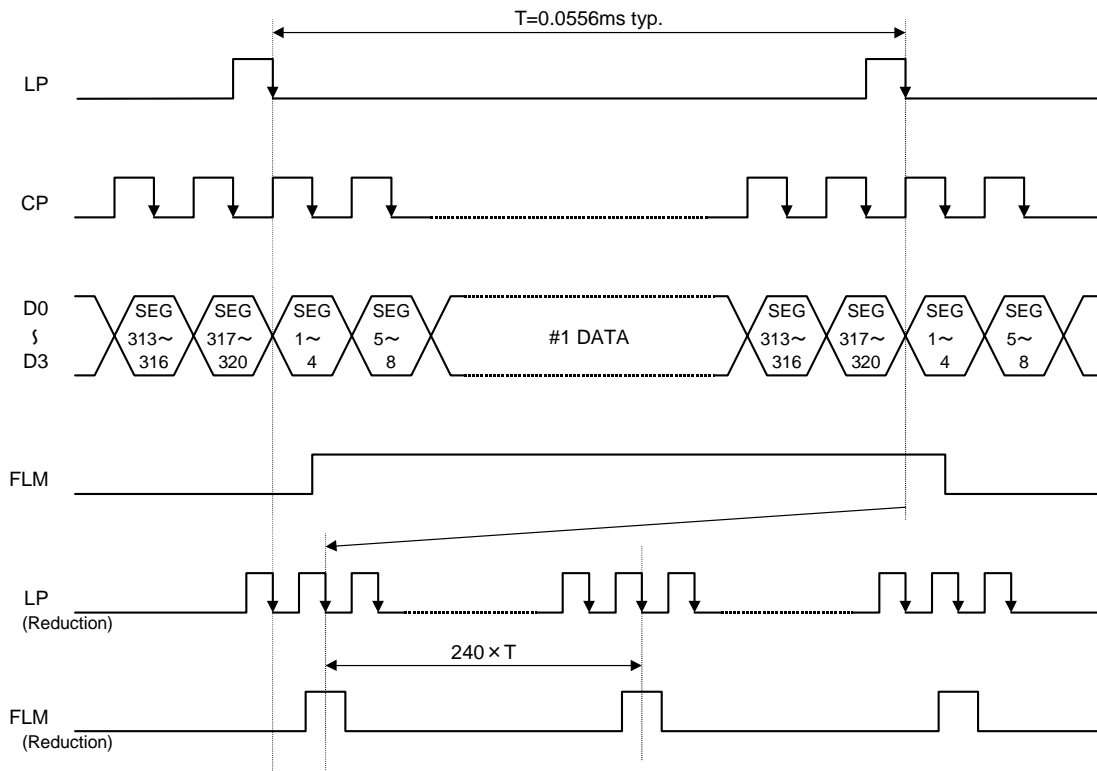 T=0.0556ms typ.
LP
CP
D0
∫
D3
SEG
313～
316
SEG
317～
320
SEG
1～
4
SEG
5～
8
#1 DATA
SEG
313～
316
SEG
317～
320
SEG
1～
4
SEG
5～
8
FLM
LP
(Reduction)
240×T
FLM
(Reduction)